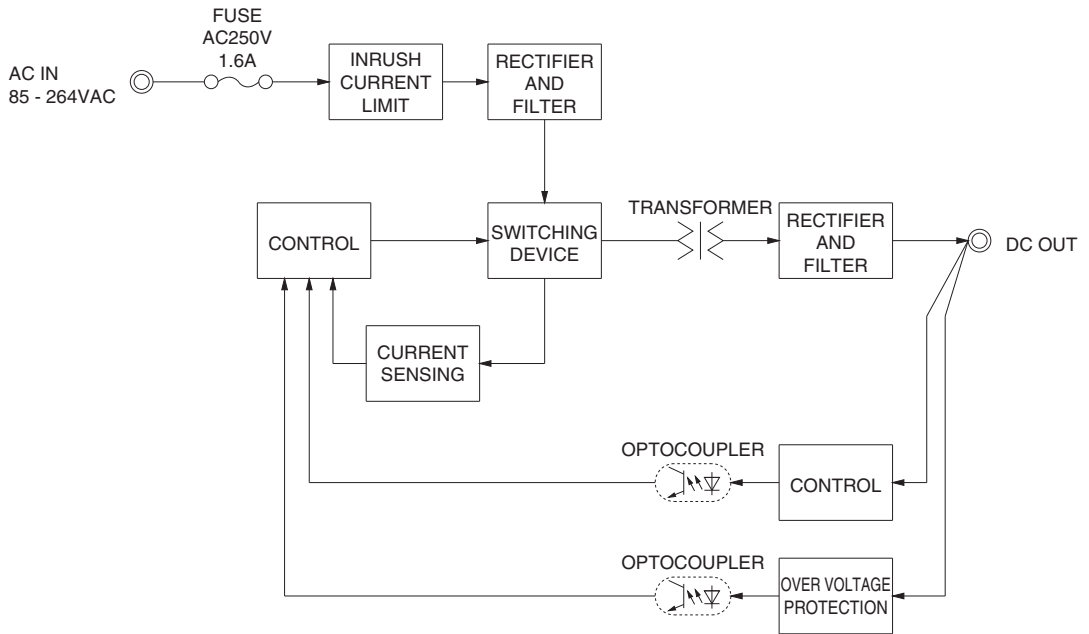 FUSE
AC250V
1.6A
AC IN
85 - 264VAC
INRUSH
CURRENT
LIMIT
RECTIFIER
AND
FILTER
CONTROL
SWITCHING
DEVICE
TRANSFORMER
RECTIFIER
AND
FILTER
DC OUT
CURRENT
SENSING
OPTOCOUPLER
CONTROL
OPTOCOUPLER
OVER VOLTAGE
PROTECTION